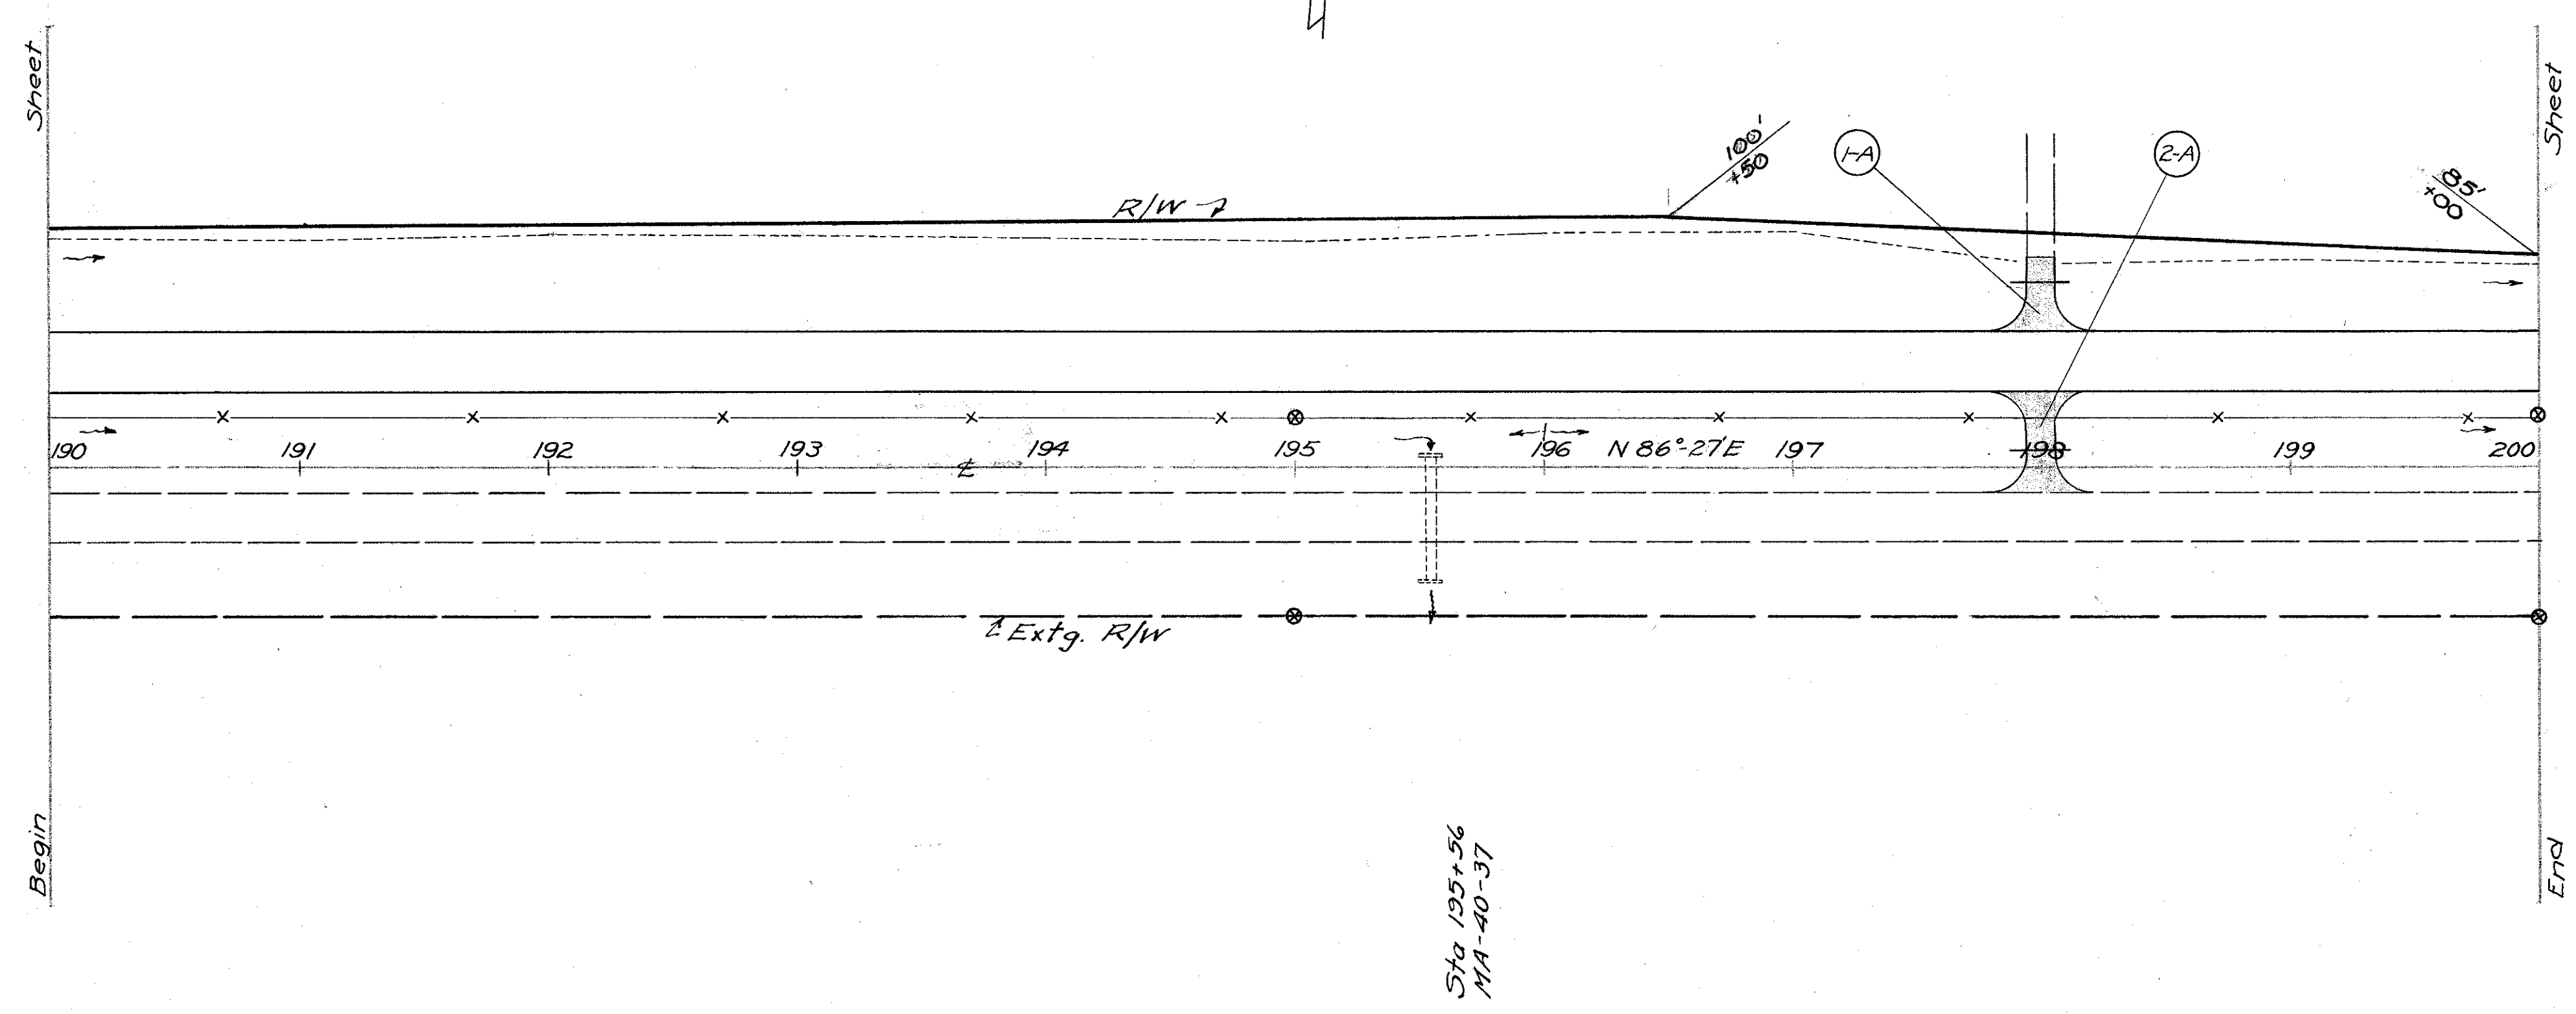 Sheet
Sheet
100'
+50
1-A
2-A
85'
+00
R/W
190 191 192 193 194 195 196 N 86°-27'E 197 198 199 200
℄
Extg. R/W
Begin
End
Sta 195+56
MA-40-37